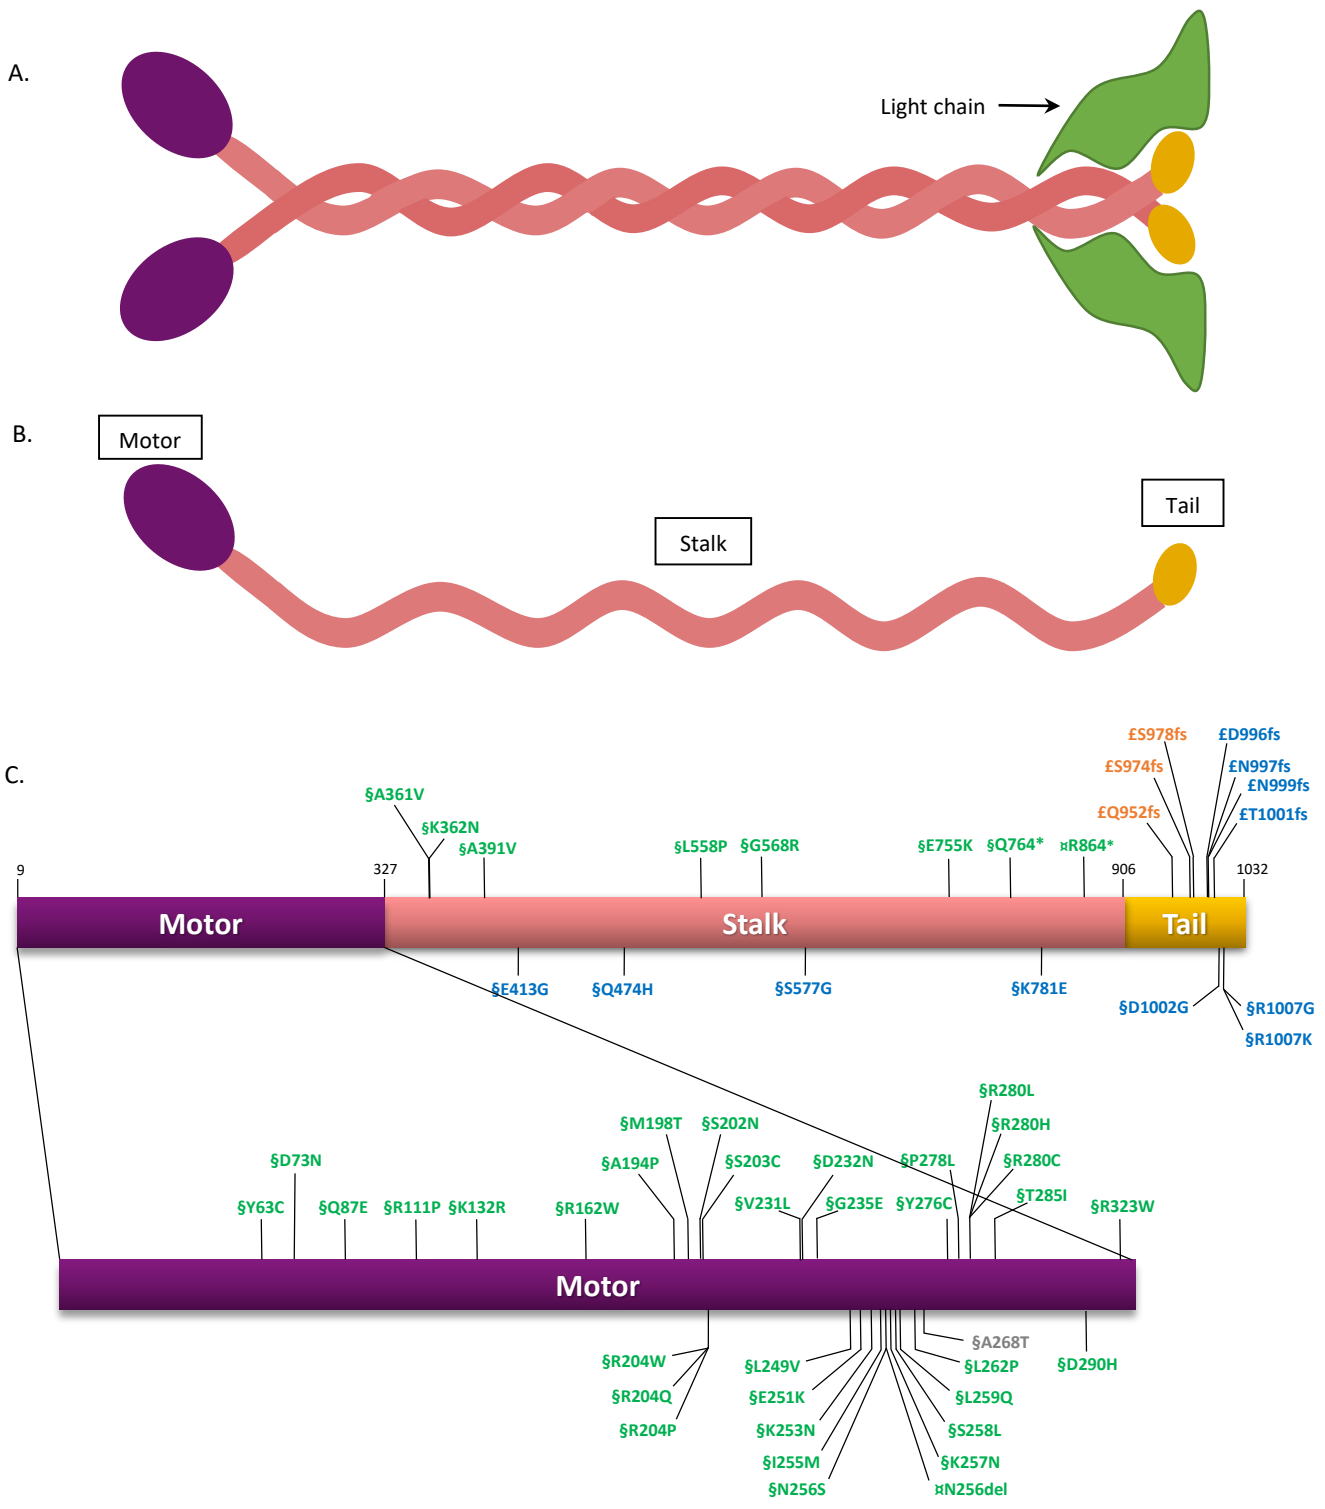 A.
Light chain
B.
Motor
Stalk
Tail
C.
£S978fs
£D996fs
£S974fs
£N997fs
£N999fs
£Q952fs
£T1001fs
§A361V
§K362N
§A391V
§L558P
§G568R
§E755K
§Q764*
¤R864*
9
327
906
1032
Motor
Stalk
Tail
§E413G
§Q474H
§S577G
§K781E
§D1002G
§R1007G
§R1007K
§R280L
§M198T
§S202N
§R280H
§D73N
§A194P
§S203C
§D232N
§P278L
§R280C
§Y63C
§Q87E
§R111P
§K132R
§R162W
§V231L
§G235E
§Y276C
§T285I
§R323W
Motor
§A268T
§R204W
§L249V
§L262P
§D290H
§R204Q
§E251K
§L259Q
§R204P
§K253N
§S258L
§I255M
§K257N
§N256S
¤N256del